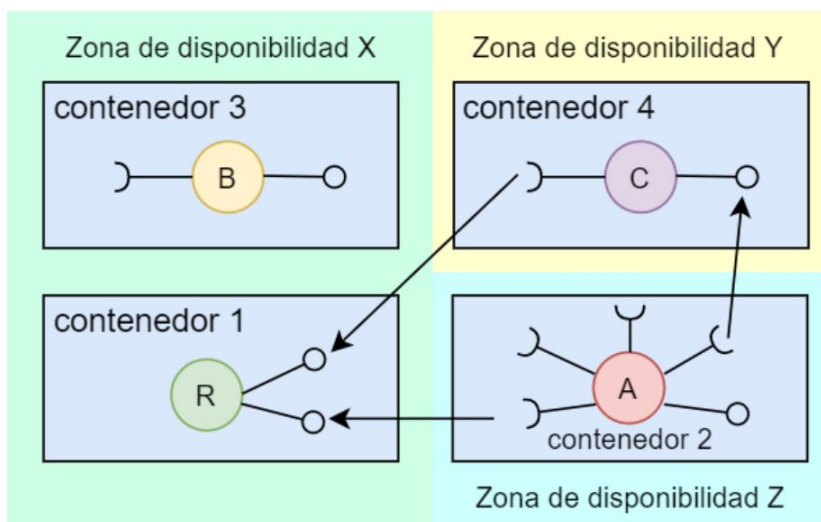 Zona de disponibilidad X
Zona de disponibilidad Y
contenedor 3
B
contenedor 4
C
contenedor 1
R
A
contenedor 2
Zona de disponibilidad Z